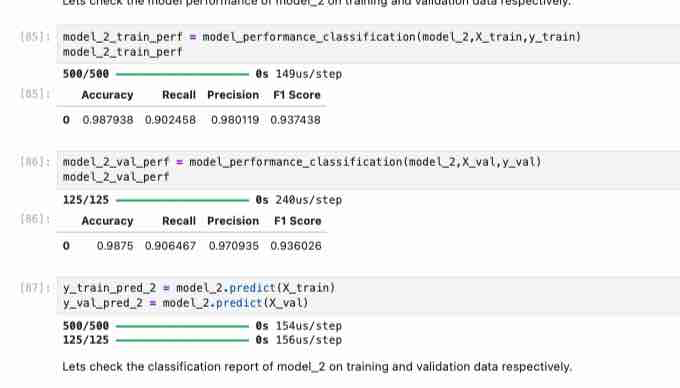 Lets check the model performance of model_2 on training and validation data respectively.
[85]: model_2_train_perf = model_performance_classification(model_2,X_train,y_train)
model_2_train_perf
500/500 0s 149us/step
[85]: Accuracy Recall Precision F1 Score
0 0.987938 0.902458 0.980119 0.937438
[86]: model_2_val_perf = model_performance_classification(model_2,X_val,y_val)
model_2_val_perf
125/125 0s 240us/step
[86]: Accuracy Recall Precision F1 Score
0 0.9875 0.906467 0.970935 0.936026
[87]: y_train_pred_2 = model_2.predict(X_train)
y_val_pred_2 = model_2.predict(X_val)
500/500 0s 154us/step
125/125 0s 156us/step
Lets check the classification report of model_2 on training and validation data respectively.